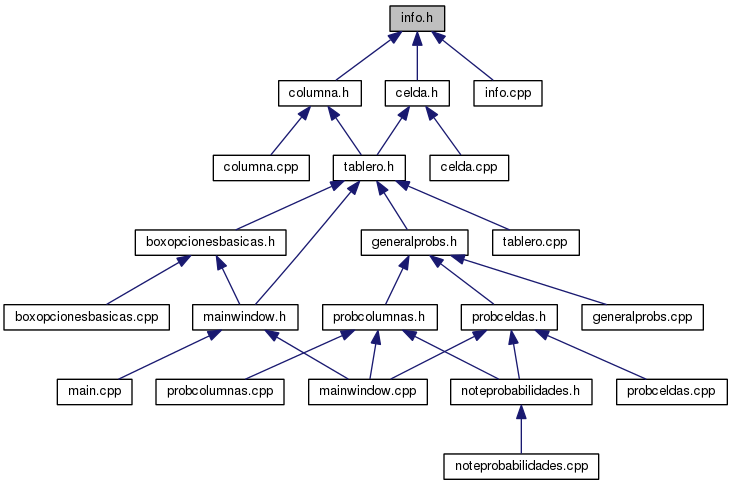 info.h
columna.h
celda.h
info.cpp
columna.cpp
tablero.h
celda.cpp
boxopcionesbasicas.h
generalprobs.h
tablero.cpp
boxopcionesbasicas.cpp
mainwindow.h
probcolumnas.h
probceldas.h
generalprobs.cpp
main.cpp
probcolumnas.cpp
mainwindow.cpp
noteprobabilidades.h
probceldas.cpp
noteprobabilidades.cpp